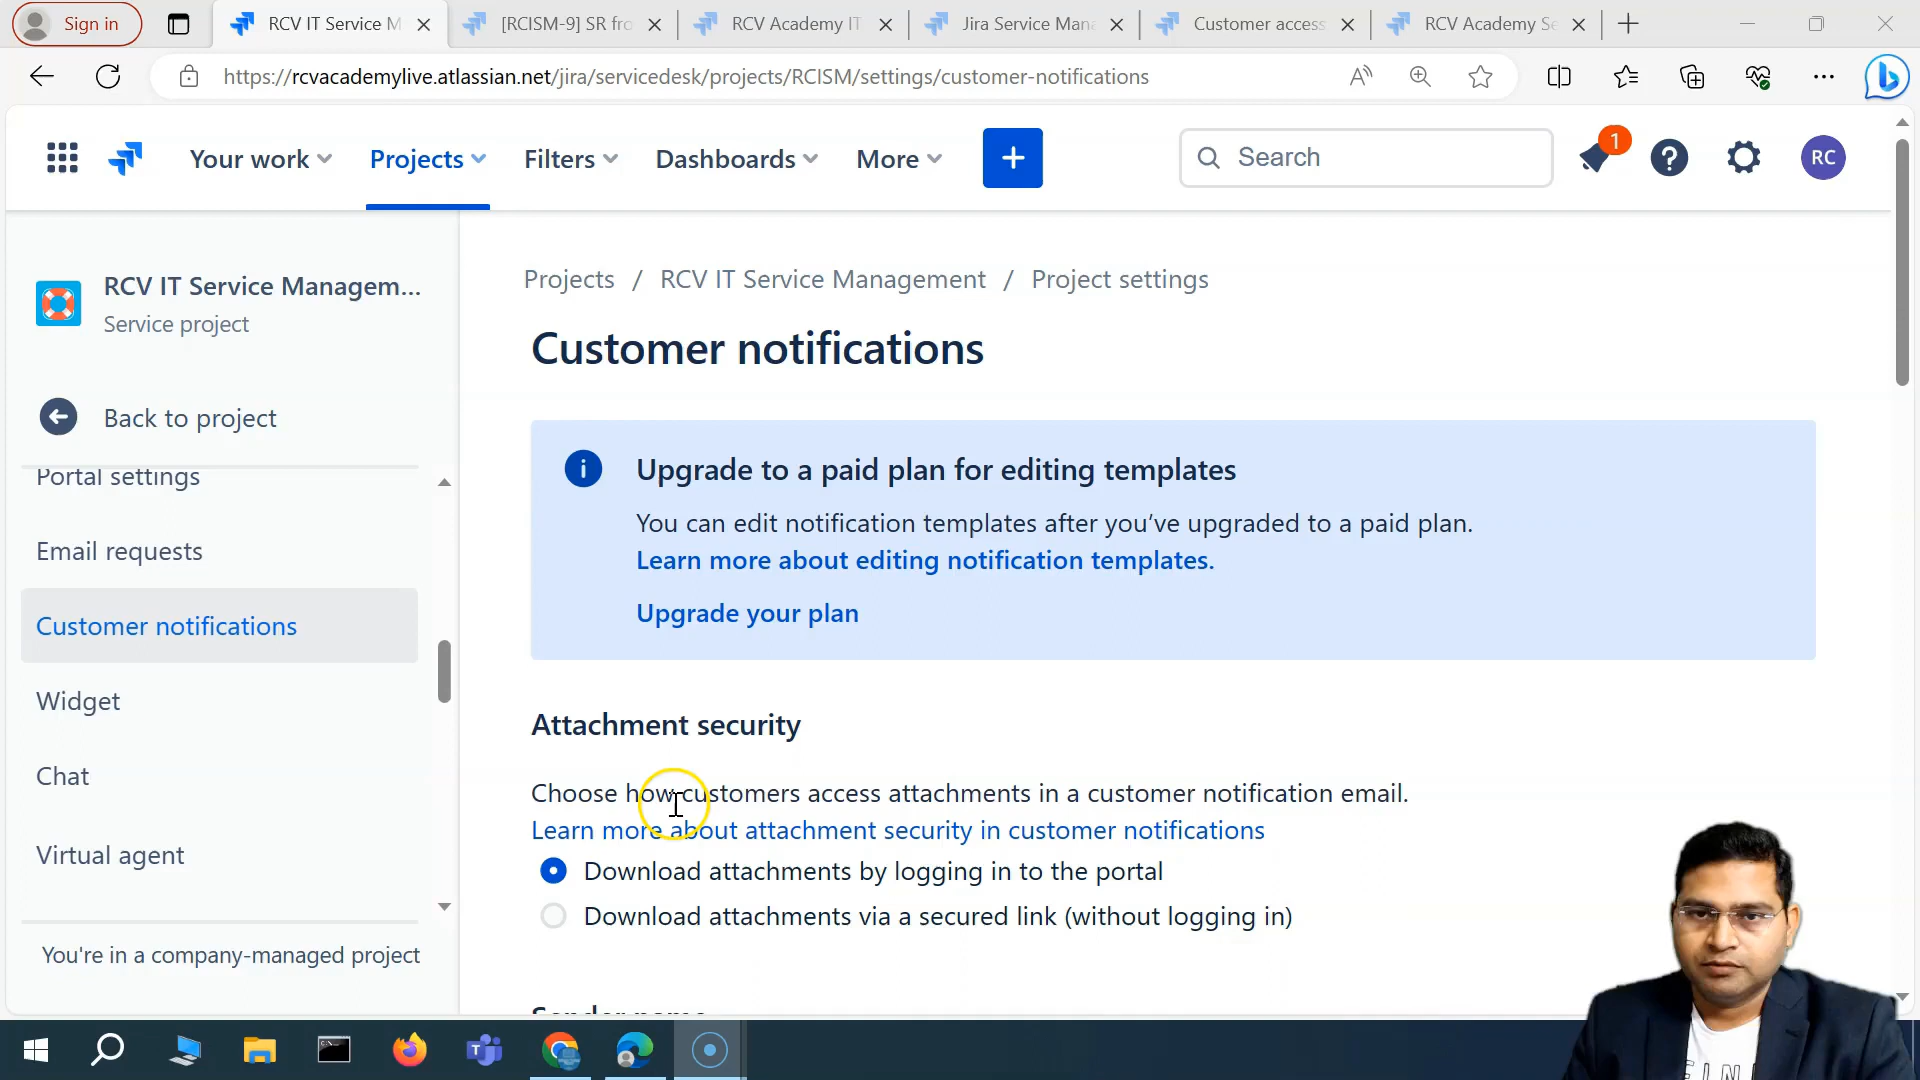 Sign in
RCV IT Service M
[RCISM-9] SR fro
RCV Academy IT
Jira Service Mana
Customer access
RCV Academy Se
https://rcvacademylive.atlassian.net/jira/servicedesk/projects/RCISM/settings/customer-notifications
Your work
Projects
Filters
Dashboards
More
Search
1
RC
RCV IT Service Managem...
Service project
Back to project
Portal settings
Email requests
Customer notifications
Widget
Chat
Virtual agent
You're in a company-managed project
Projects / RCV IT Service Management / Project settings
Customer notifications
Upgrade to a paid plan for editing templates
You can edit notification templates after you’ve upgraded to a paid plan.
Learn more about editing notification templates.
Upgrade your plan
Attachment security
Choose how customers access attachments in a customer notification email.
Learn more about attachment security in customer notifications
Download attachments by logging in to the portal
Download attachments via a secured link (without logging in)
Sender name